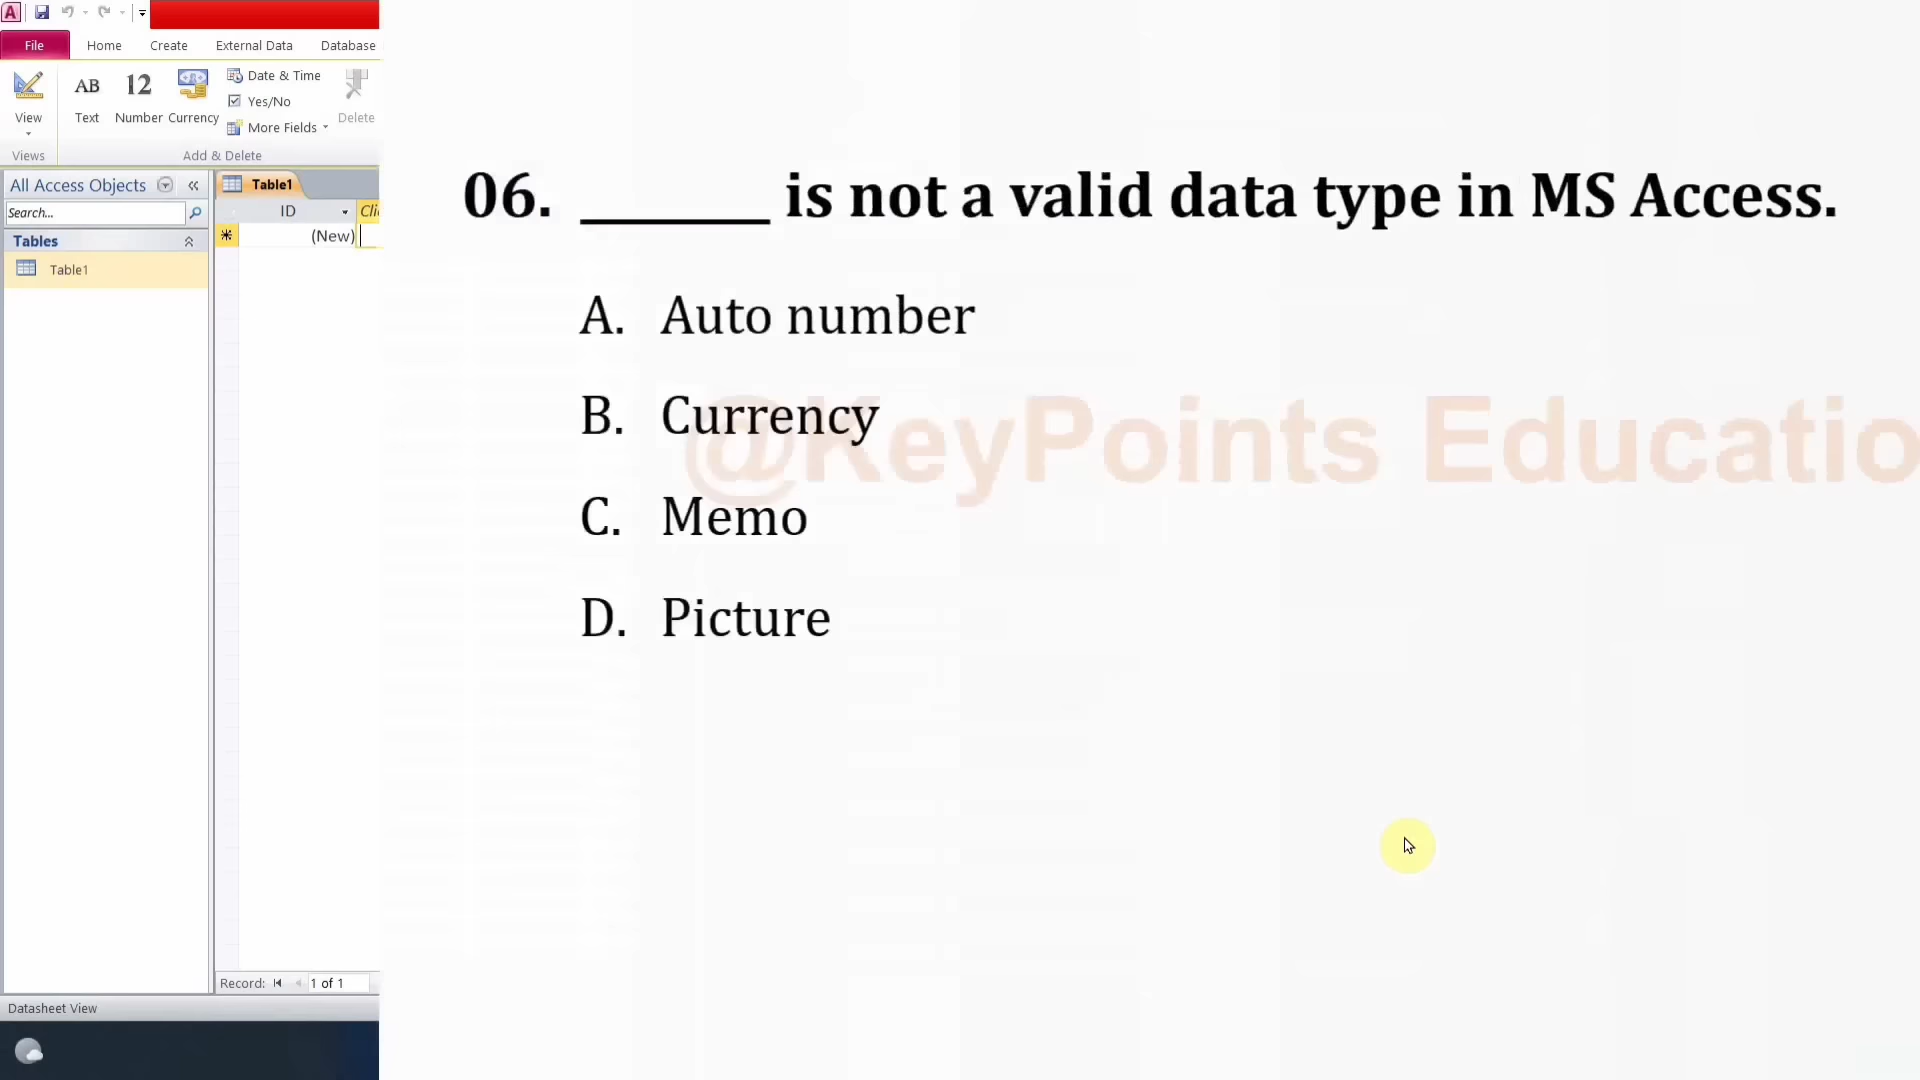 File
Home
Create
External Data
Database
View
AB
Text
12
Number
Currency
Date & Time
Yes/No
More Fields
Delete
Views
Add & Delete
All Access Objects
Search...
Tables
Table1
Table1
ID
(New)
Record:
1 of 1
Datasheet View
06. ________ is not a valid data type in MS Access.
A. Auto number
B. Currency
C. Memo
D. Picture
@KeyPoints Educatio